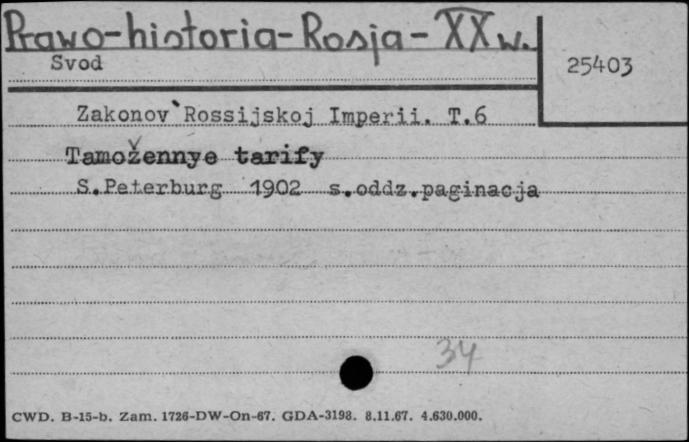 Prawo-historia-Rosja-XX w.
Svod
25403
Zakonov Rossijskoj Imperii. T.6
Tamožennye tarify
S.Peterburg 1902 s.oddz.paginacja
34
CWD. B-15-b. Zam. 1726-DW-On-67. GDA-3198. 8.11.67. 4.630.000.